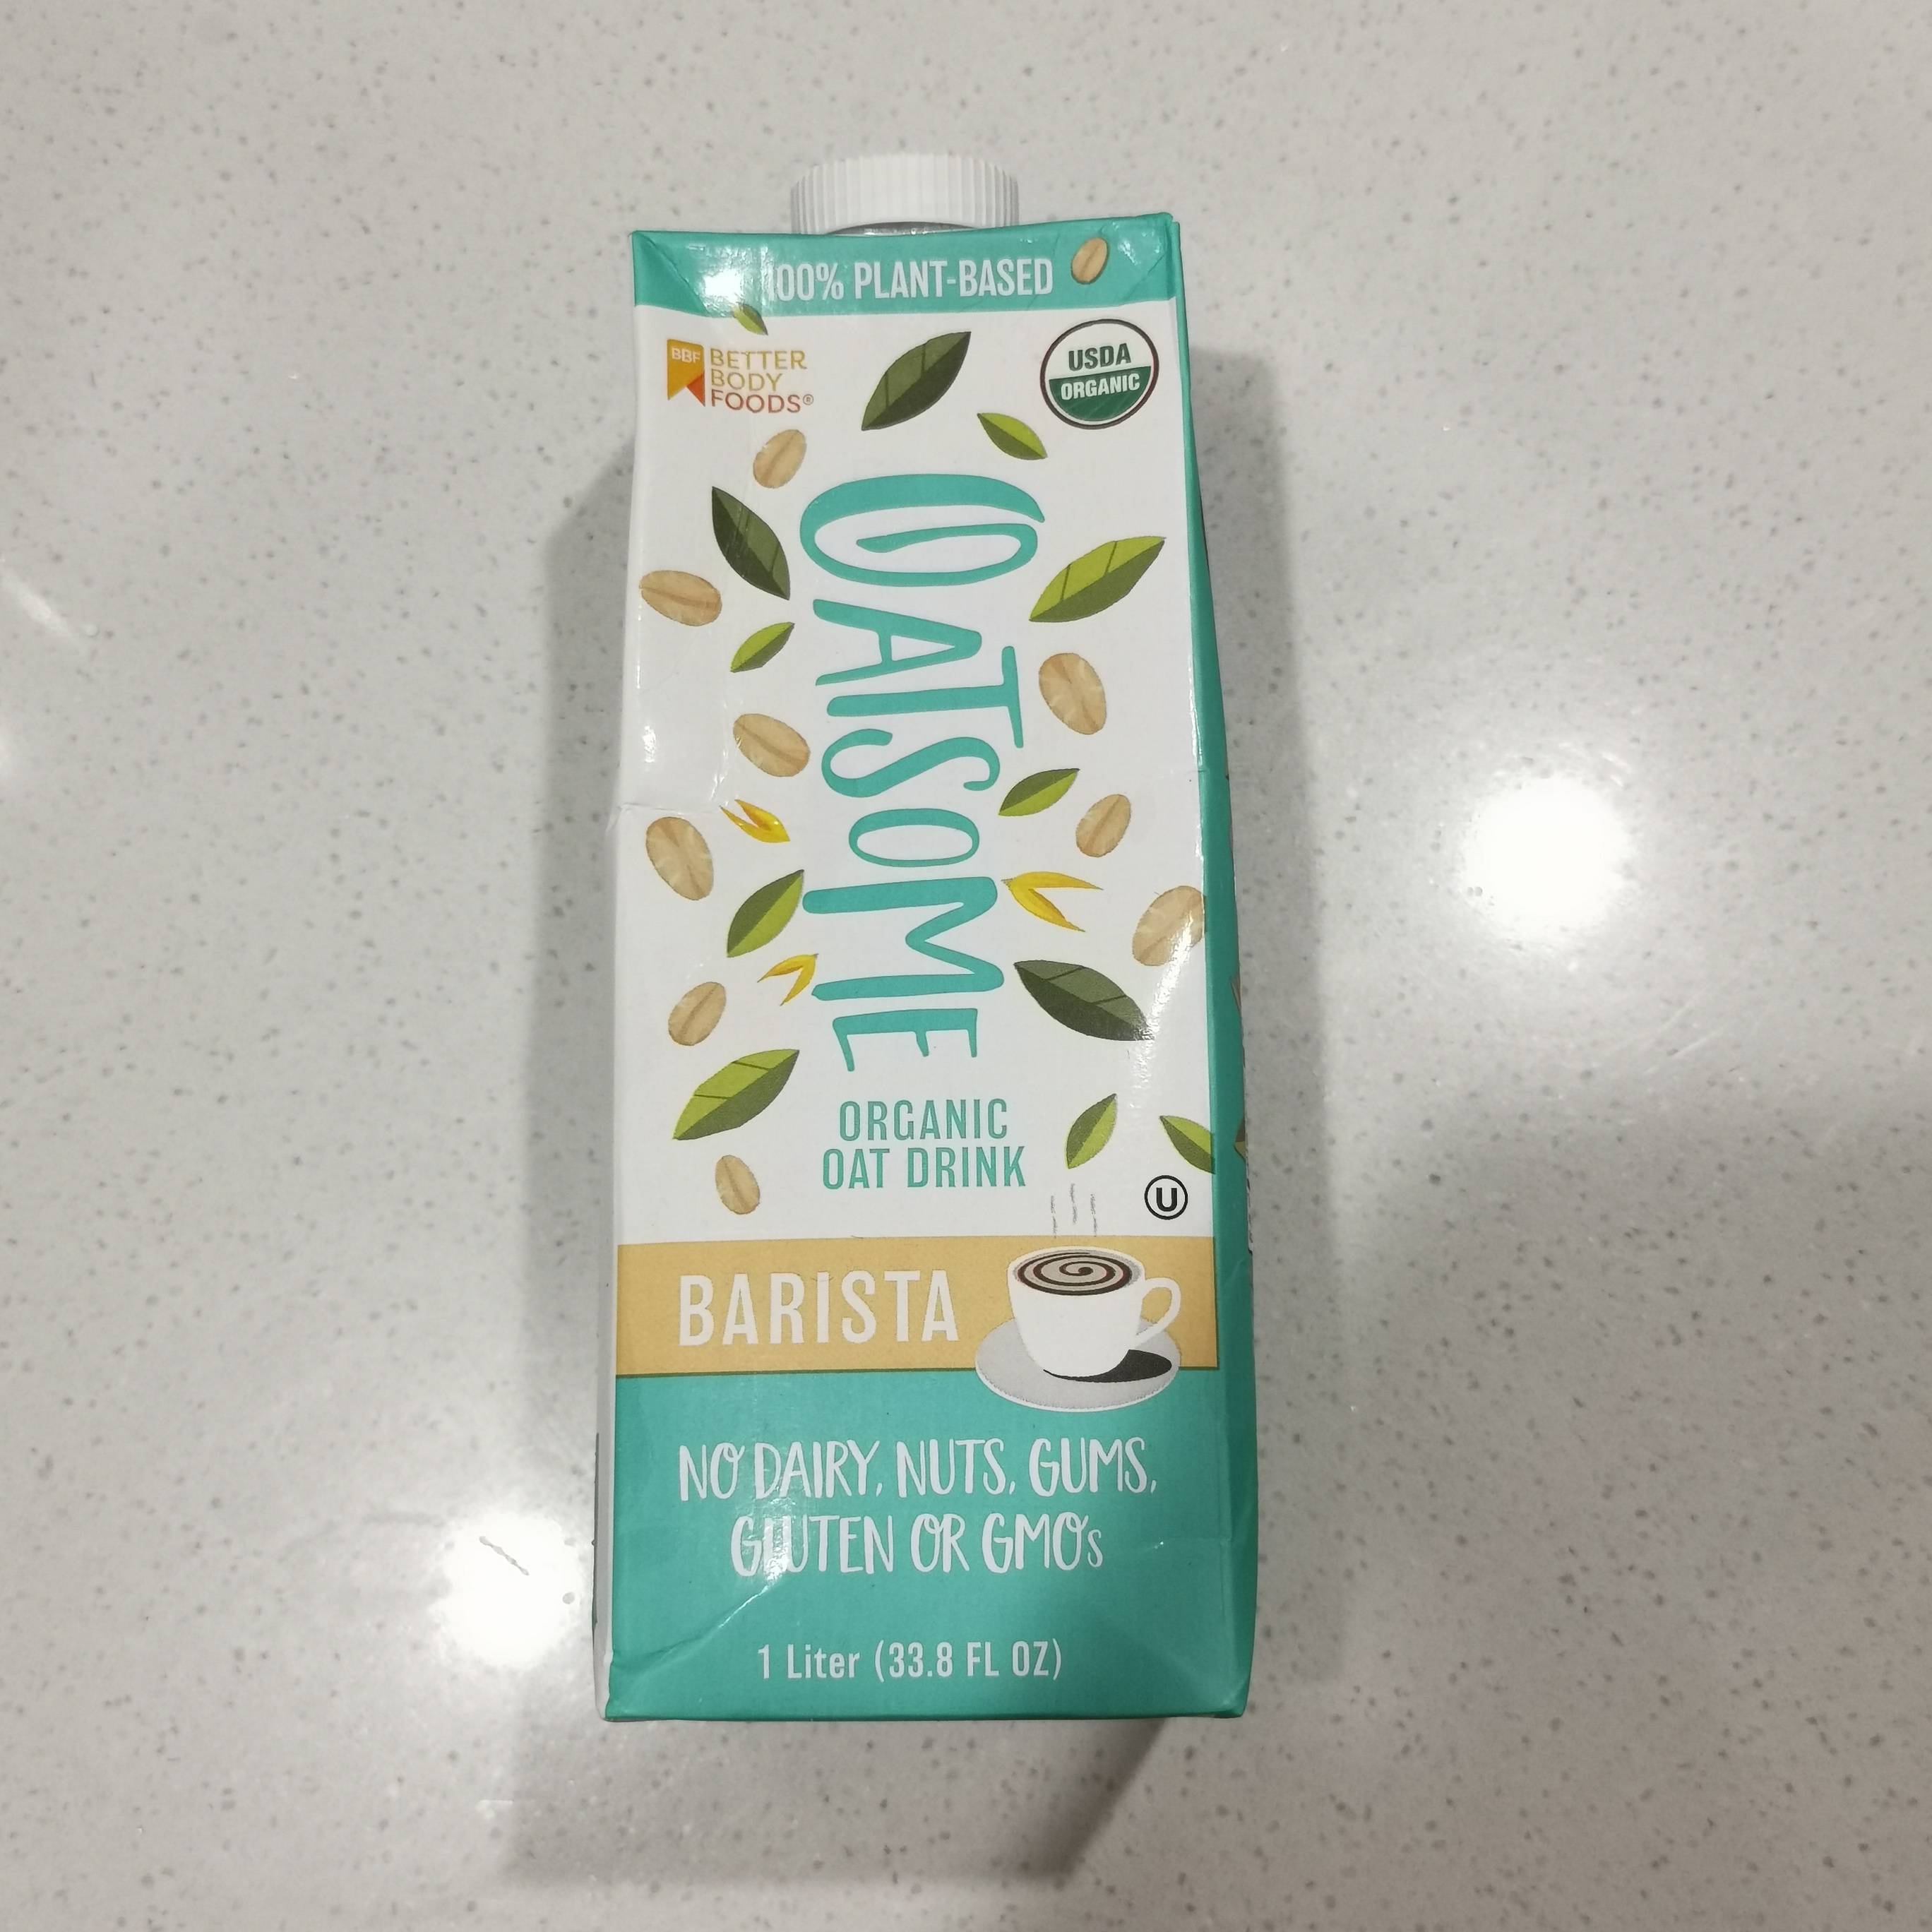 100% PLANT-BASED
BBF
BETTER
BODY
FOODS®
USDA
ORGANIC
OATSOME
ORGANIC
OAT DRINK
U
BARISTA
NO DAIRY, NUTS, GUMS,
GLUTEN OR GMOs
1 Liter (33.8 FL OZ)